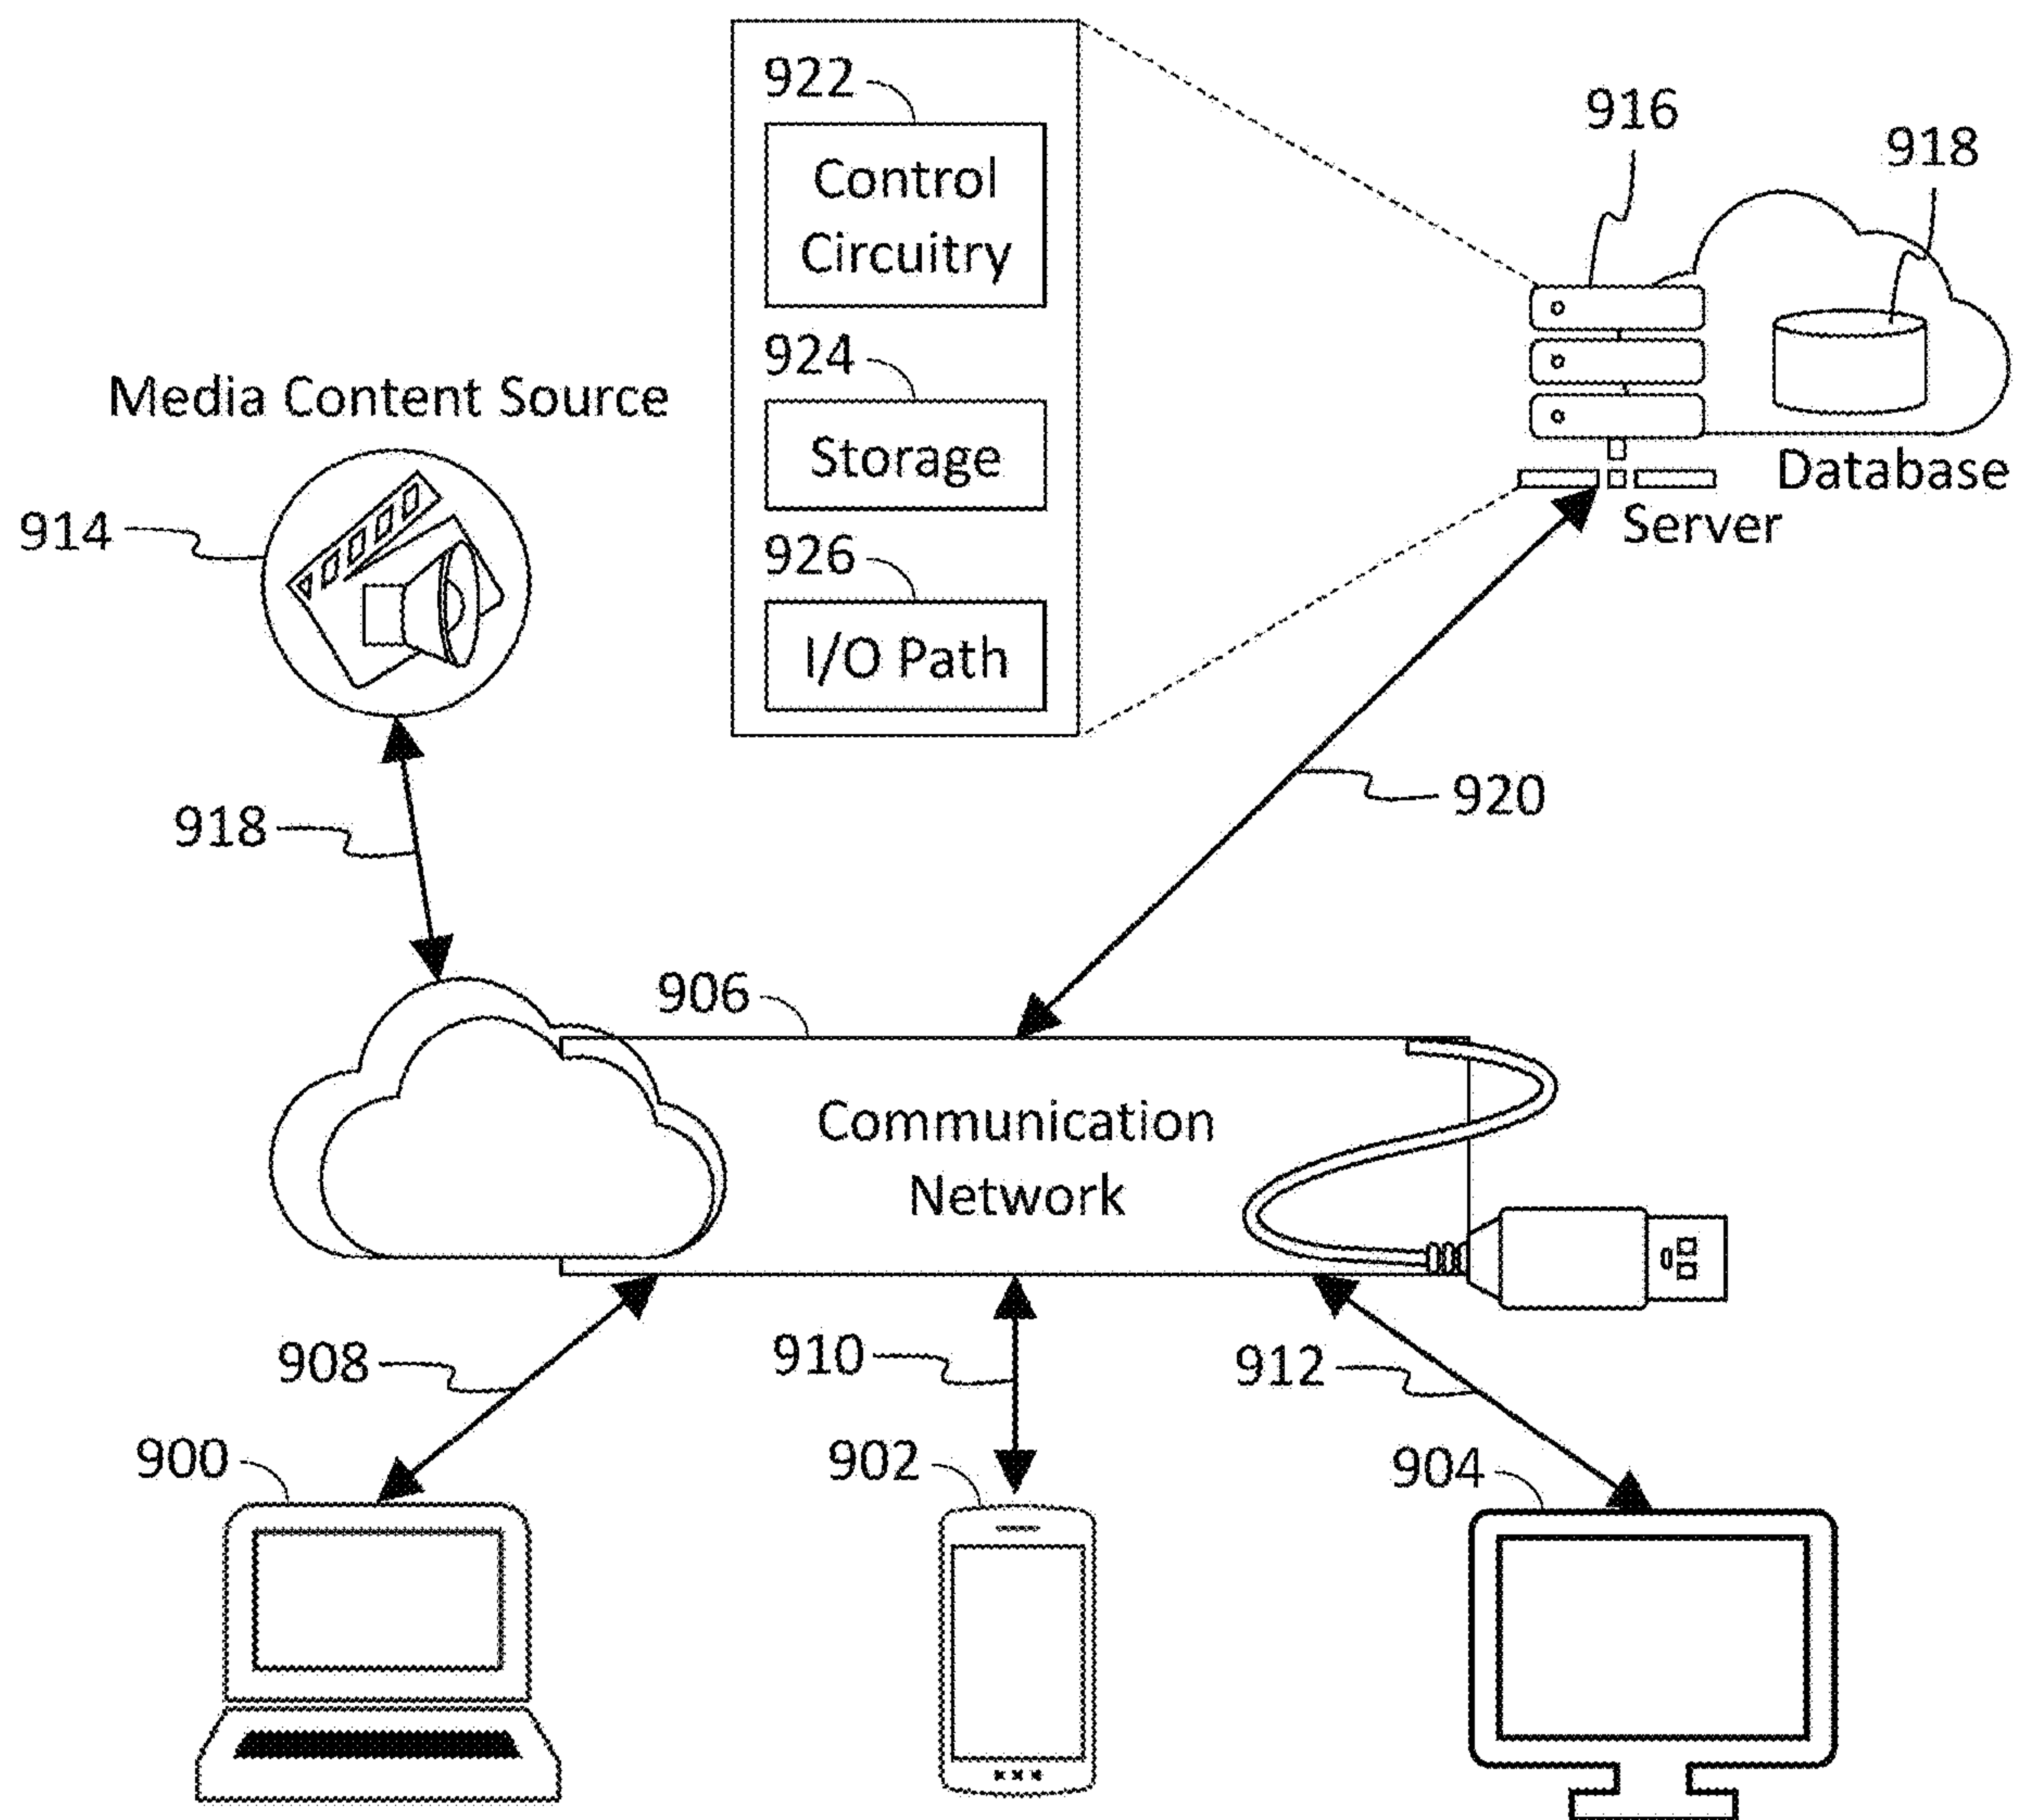 922
Control
Circuitry
924
Storage
926
I/O Path
916
918
Database
Server
Media Content Source
914
918
920
906
Communication
Network
908
910
912
900
902
904